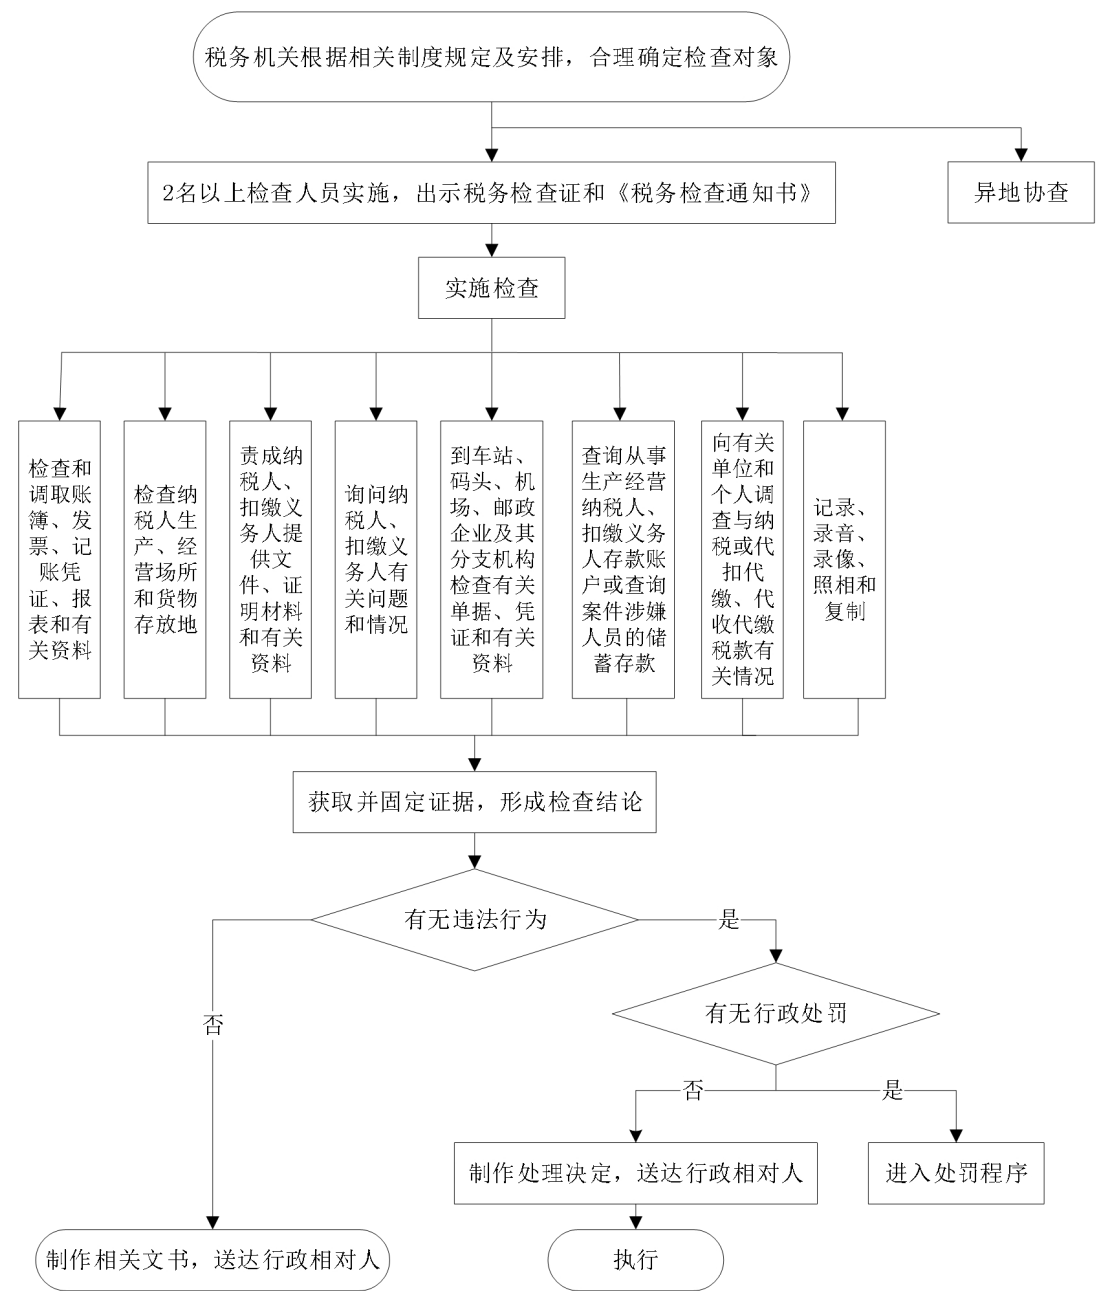 税务机关根据相关制度规定及安排，合理确定检查对象
2名以上检查人员实施，出示税务检查证和《税务检查通知书》
异地协查
实施检查
检查和
调取账
簿、发
票、记
账凭
证、报
表和有
关资料
检查纳
税人生
产、经
营场所
和货物
存放地
责成纳
税人、
扣缴义
务人提
供文
件、证
明材料
和有关
资料
询问纳
税人、
扣缴义
务人有
关问题
和情况
到车站、
码头、机
场、邮政
企业及其
分支机构
检查有关
单据、凭
证和有关
资料
查询从事
生产经营
纳税人、
扣缴义务
人存款账
户或查询
案件涉嫌
人员的储
蓄存款
向有关
单位和
个人调
查与纳
税或代
扣代
缴、代
收代缴
税款有
关情况
记录、
录音、
录像、
照相和
复制
获取并固定证据，形成检查结论
有无违法行为
是
否
有无行政处罚
否
是
制作处理决定，送达行政相对人
进入处罚程序
制作相关文书，送达行政相对人
执行